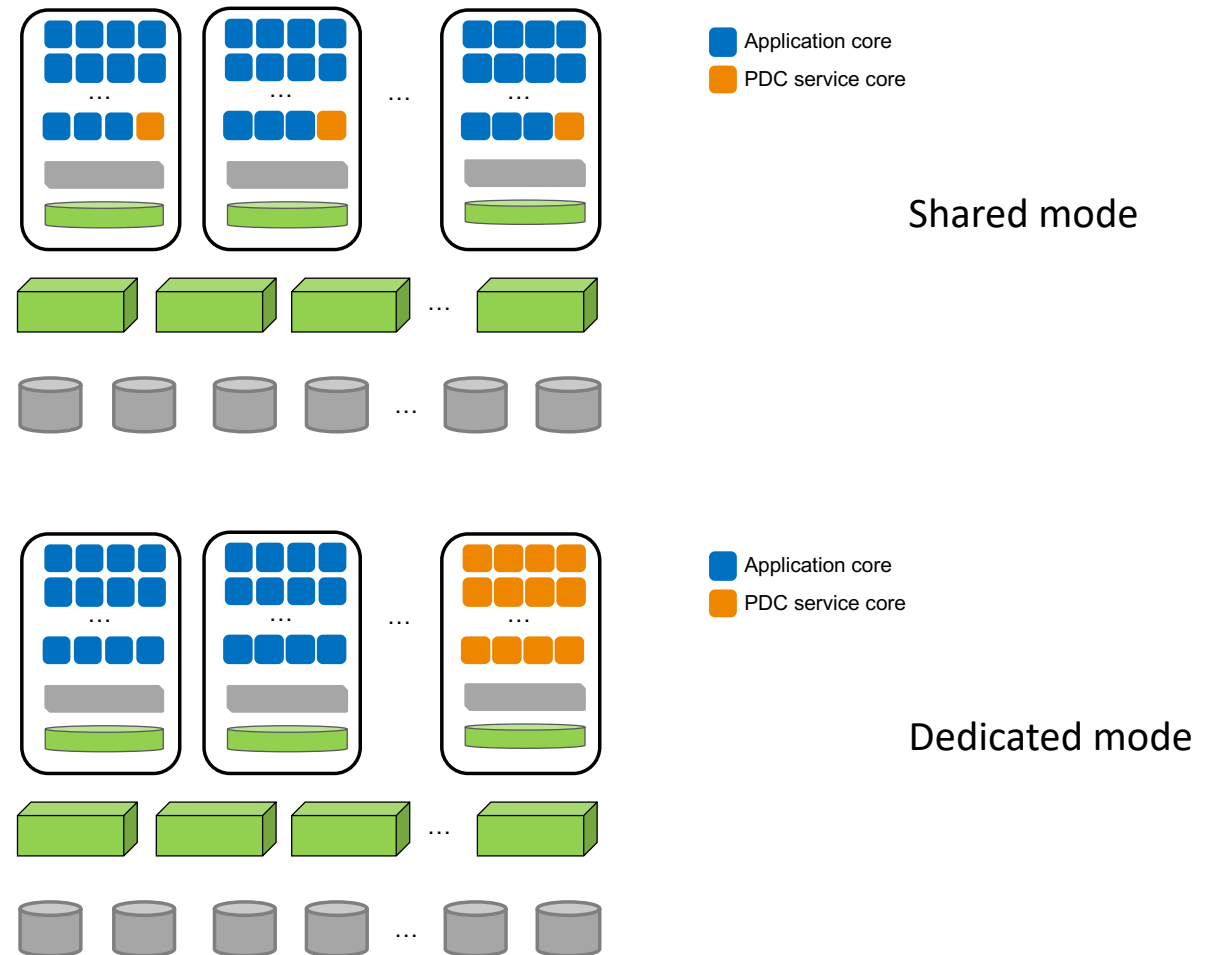 Application core
PDC service core
... ... ... ...
Shared mode
...
...
Application core
PDC service core
... ... ... ...
Dedicated mode
...
...